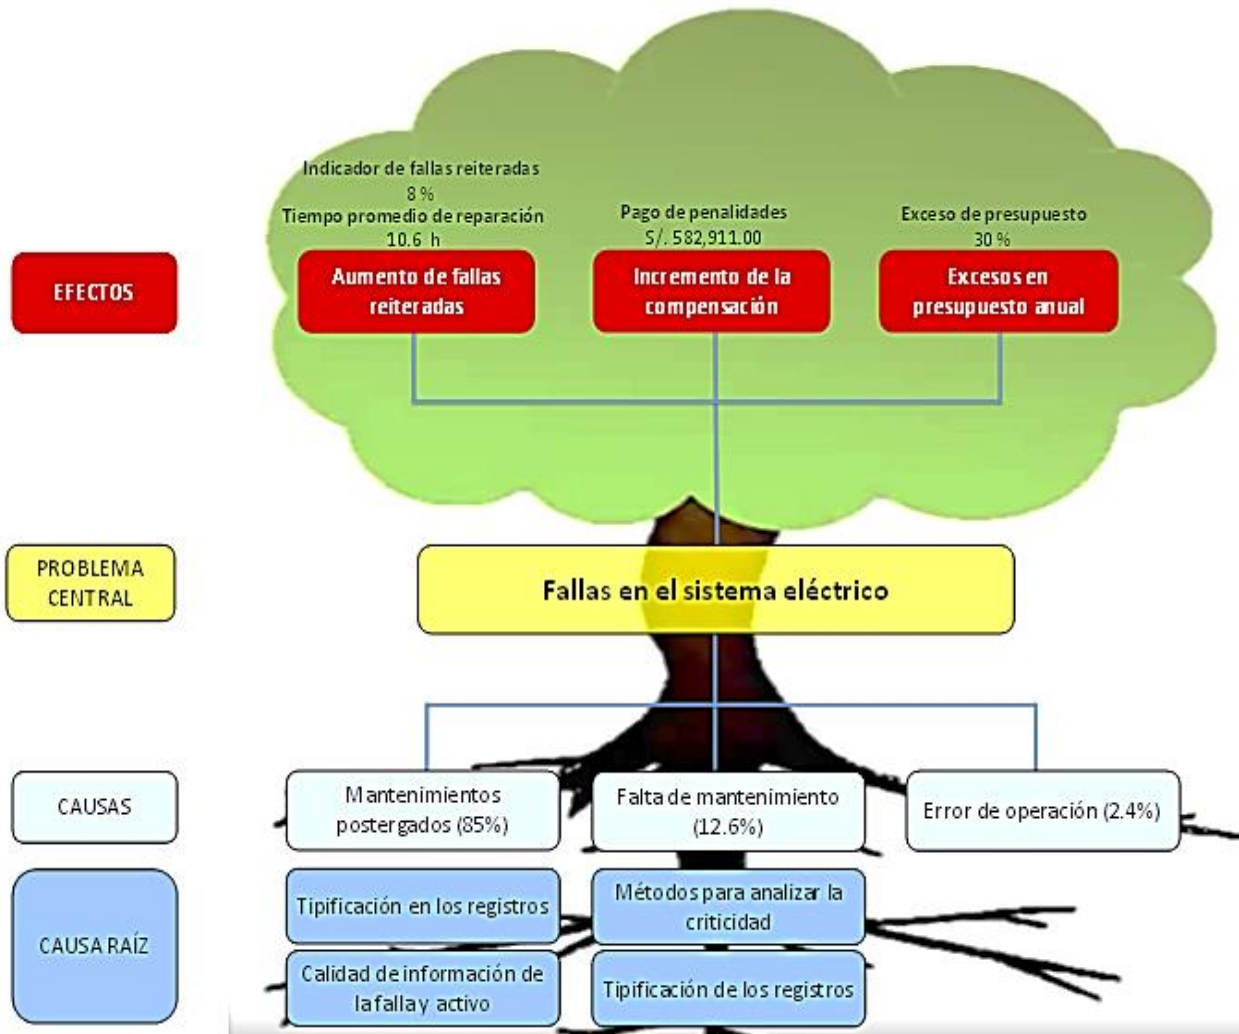 Indicador de fallas reiteradas
8 %
Tiempo promedio de reparación
10.6 h
Pago de penalidades
S/. 582,911.00
Exceso de presupuesto
30 %
EFECTOS
Aumento de fallas
reiteradas
Incremento de la
compensación
Excesos en
presupuesto anual
PROBLEMA
CENTRAL
Fallas en el sistema eléctrico
CAUSAS
Mantenimientos
postergados (85%)
Falta de mantenimiento
(12.6%)
Error de operación (2.4%)
CAUSA RAÍZ
Tipificación en los registros
Métodos para analizar la
criticidad
Calidad de información de
la falla y activo
Tipificación de los registros